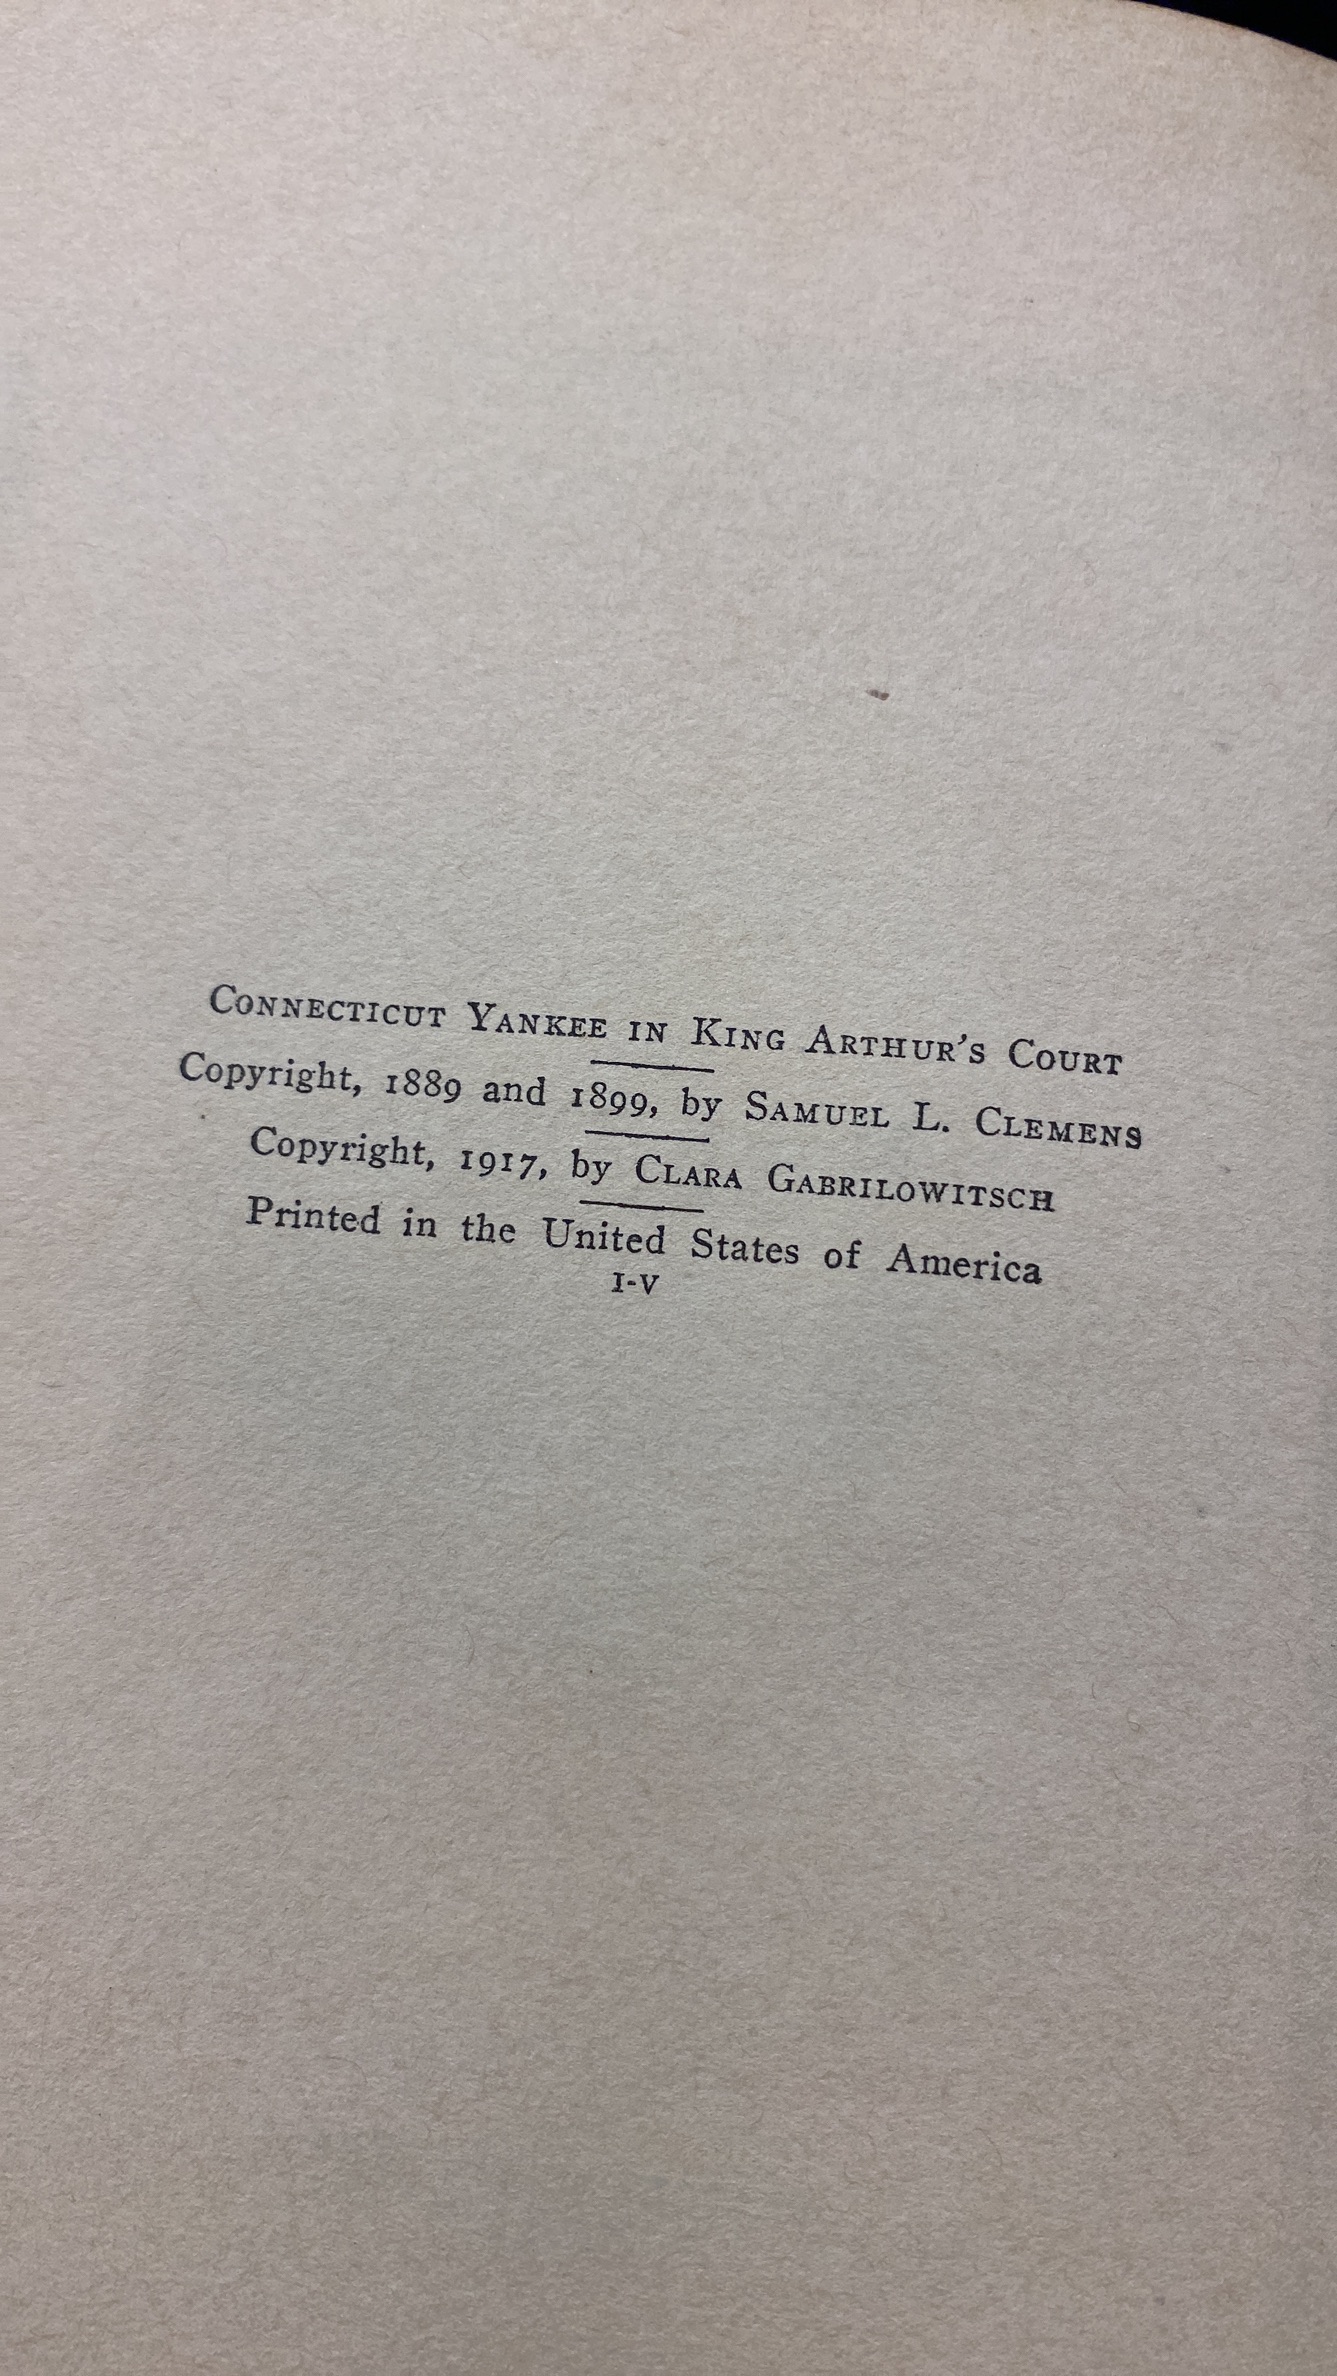 Connecticut Yankee in King Arthur's Court
Copyright, 1889 and 1899, by Samuel L. Clemens
Copyright, 1917, by Clara Gabrilowitsch
Printed in the United States of America
I-V